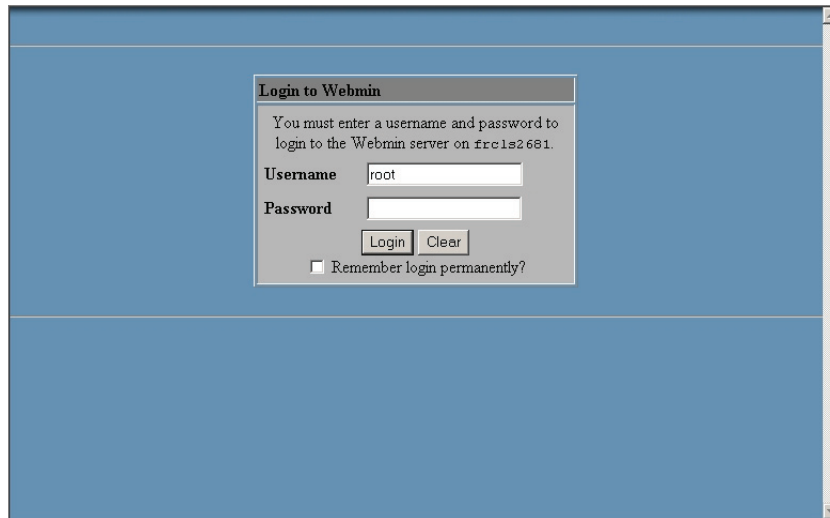 Login to Webmin
You must enter a username and password to
login to the Webmin server on frcls2681.
Username root
Password
Login Clear
Remember login permanently?